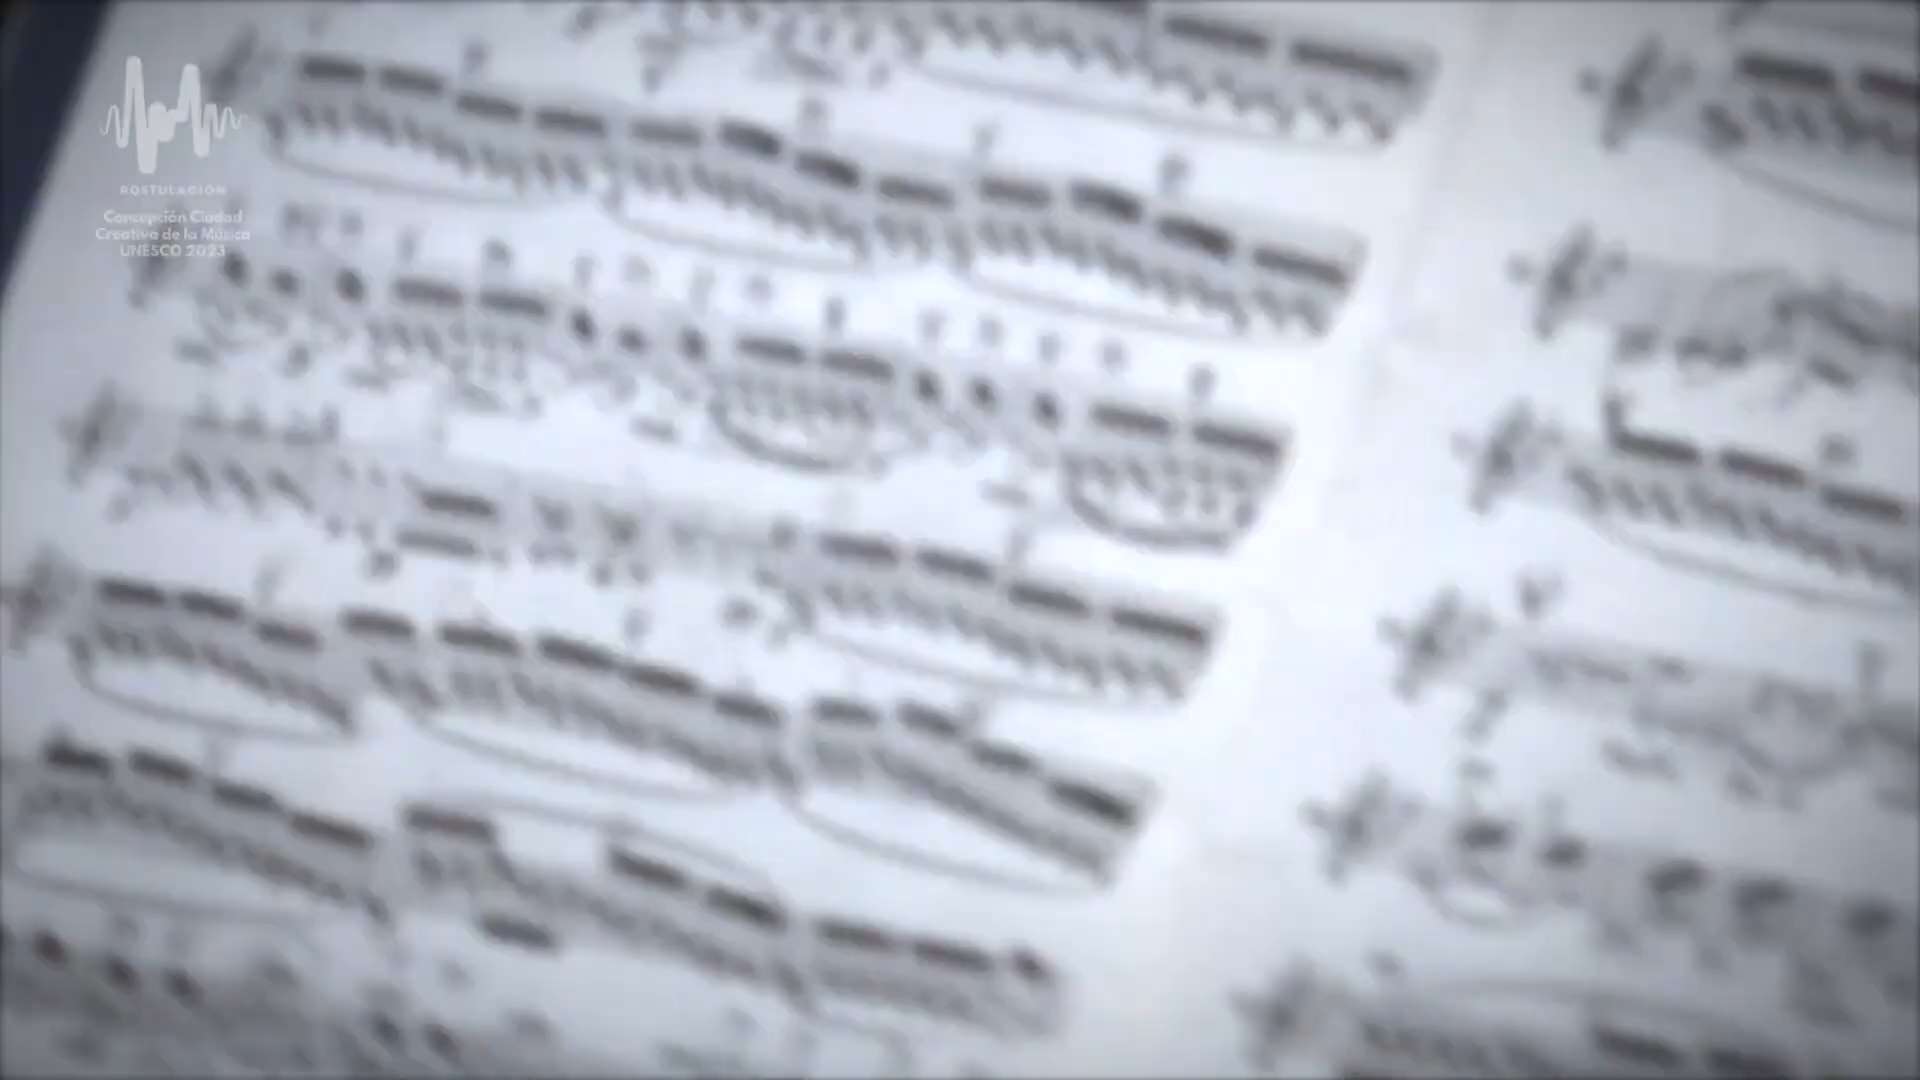 POSTULACIÓN
Concepción Ciudad
Creativa de la Música
UNESCO 2023